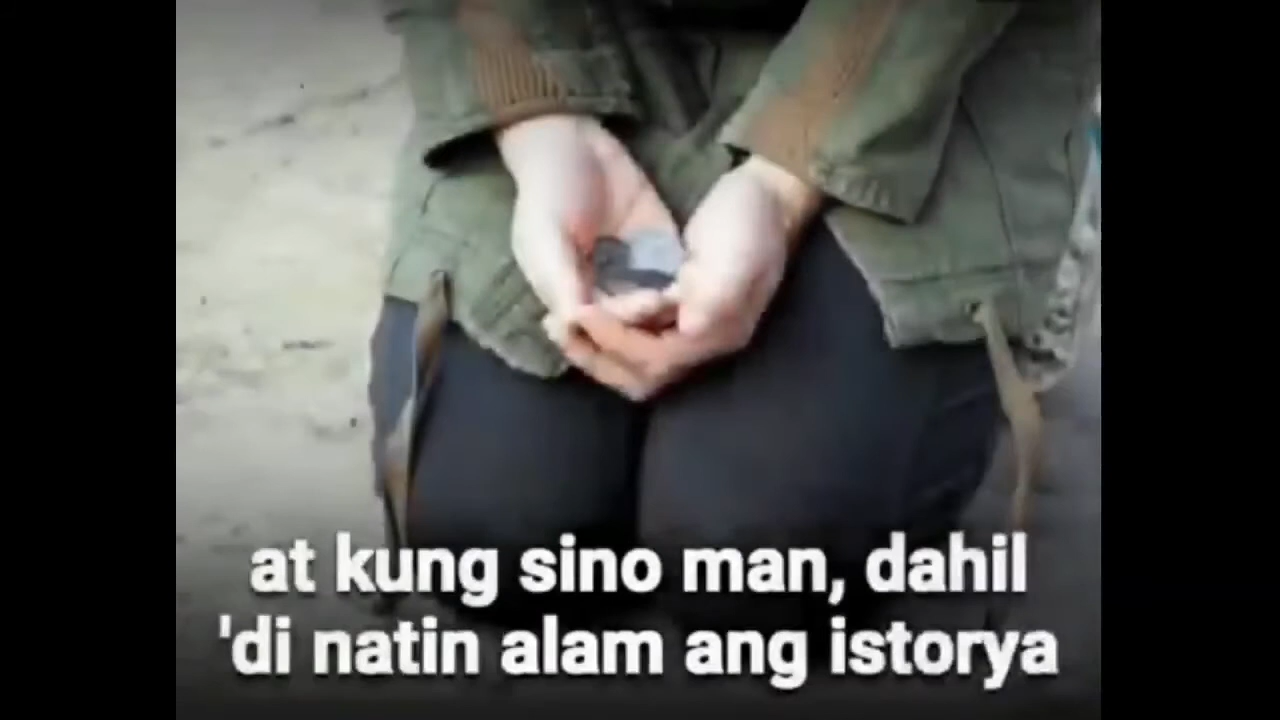 at kung sino man, dahil
'di natin alam ang istorya